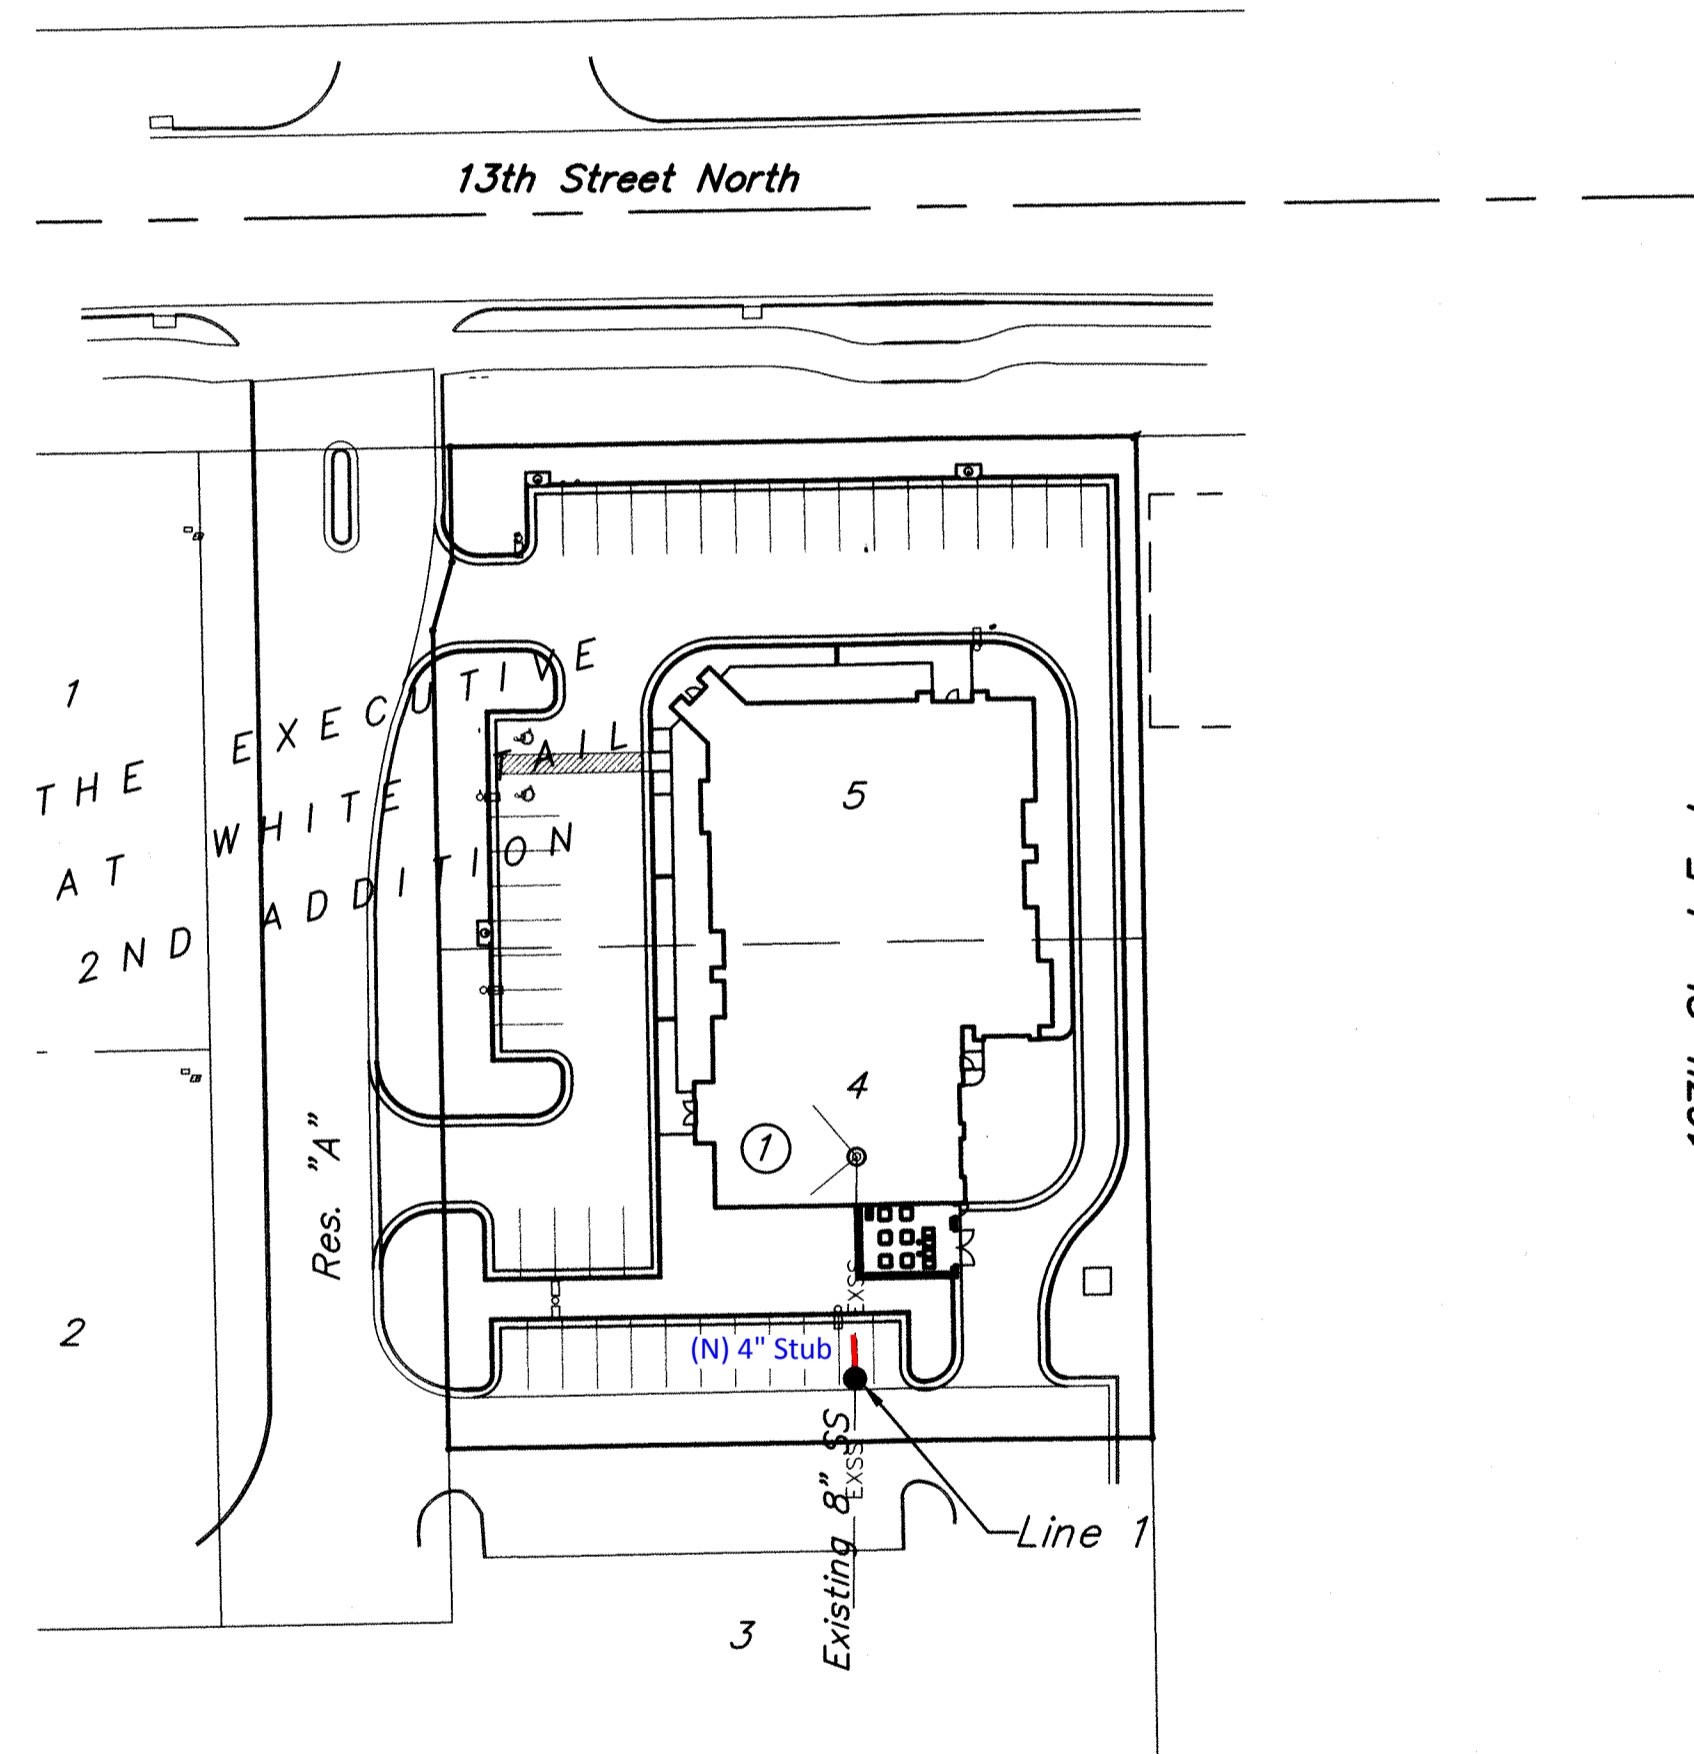 13th Street North
1
THE EXECUTIVE
AT WHITE TAIL
2ND ADDITION
5
4
1
Res. "A"
2
(N) 4" Stub
EXSS
Existing 8" SS
EXSS
Line 1
3